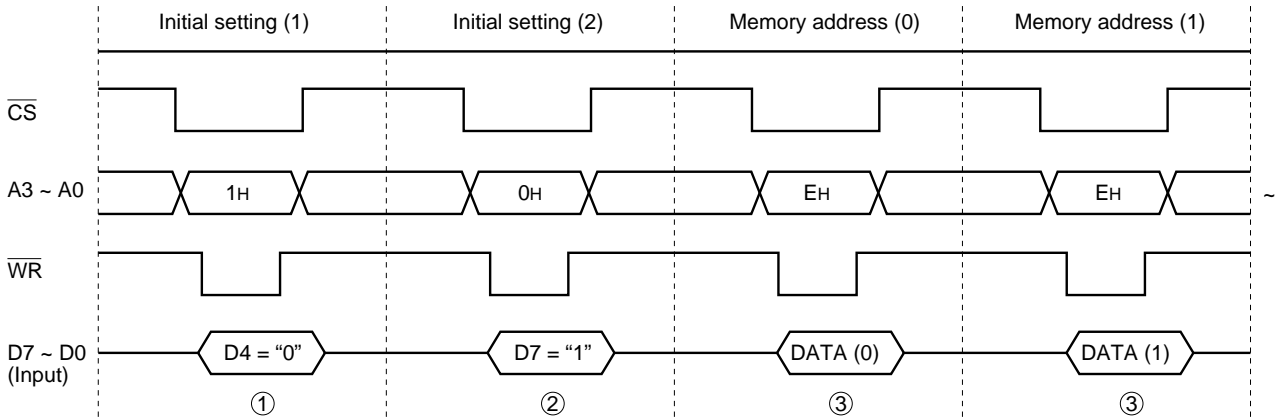 Initial setting (1) Initial setting (2) Memory address (0) Memory address (1)
CS
A3 ~ A0 1H 0H EH EH ~
WR
D7 ~ D0 D4 = “0” D7 = “1” DATA (0) DATA (1)
(Input)
① ② ③ ③